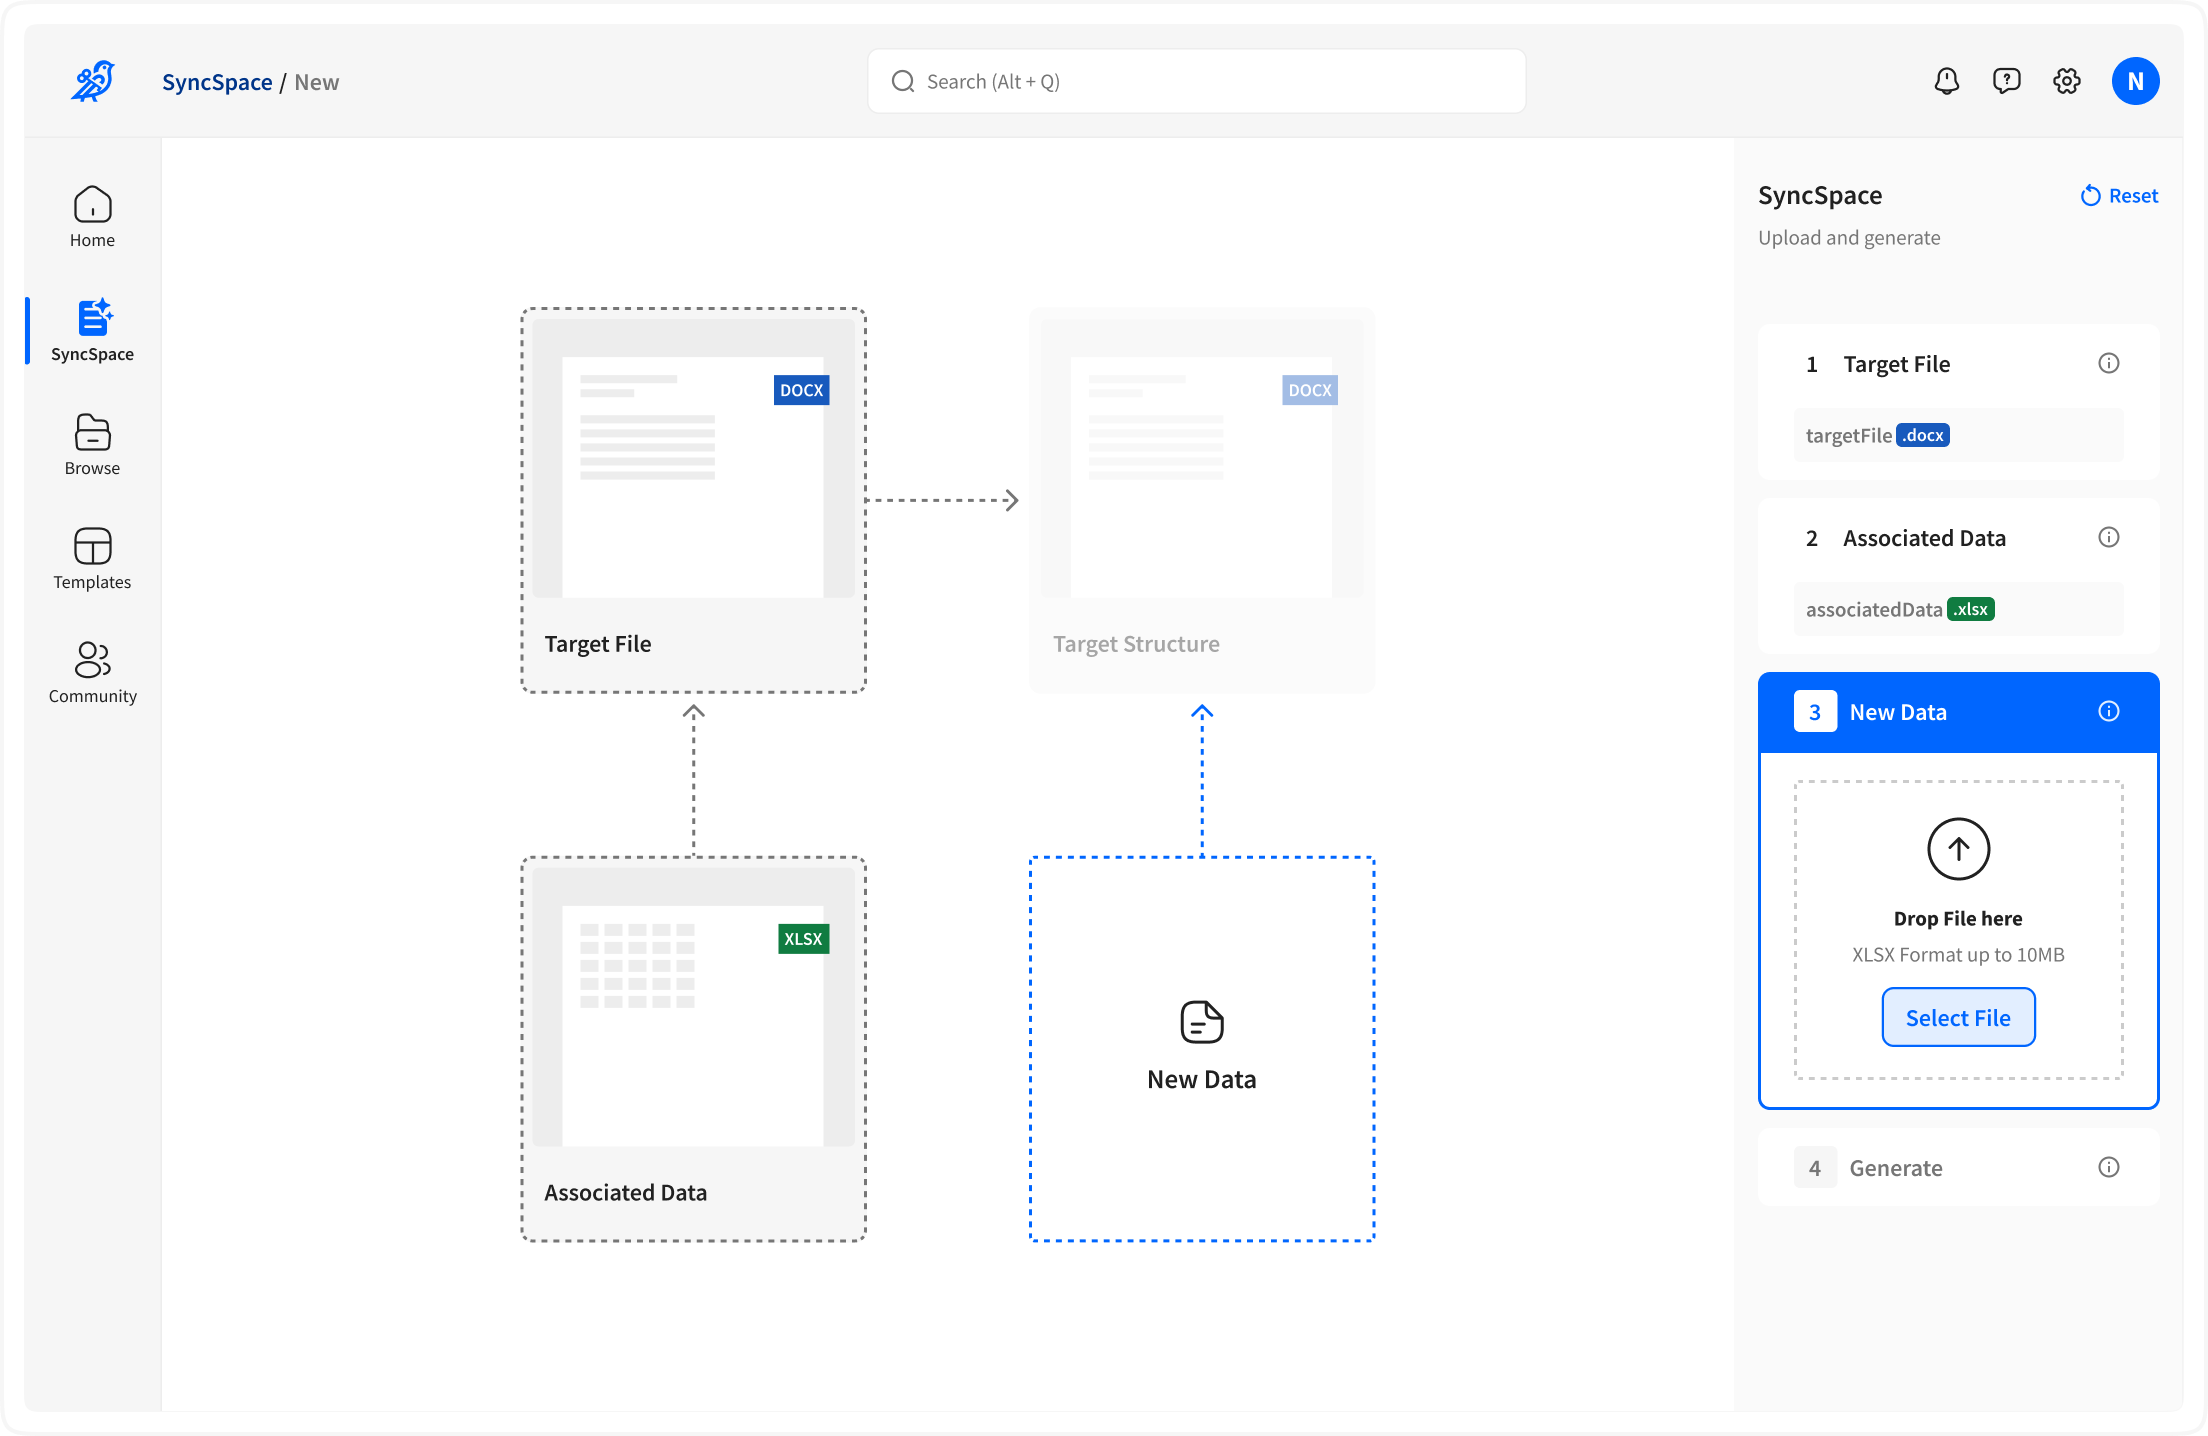 SyncSpace / New
Search (Alt + Q)
N
Home
SyncSpace
Browse
Templates
Community
DOCX
Target File
DOCX
Target Structure
XLSX
Associated Data
New Data
SyncSpace
Reset
Upload and generate
1 Target File
targetFile .docx
2 Associated Data
associatedData .xlsx
3 New Data
Drop File here
XLSX Format up to 10MB
Select File
4 Generate